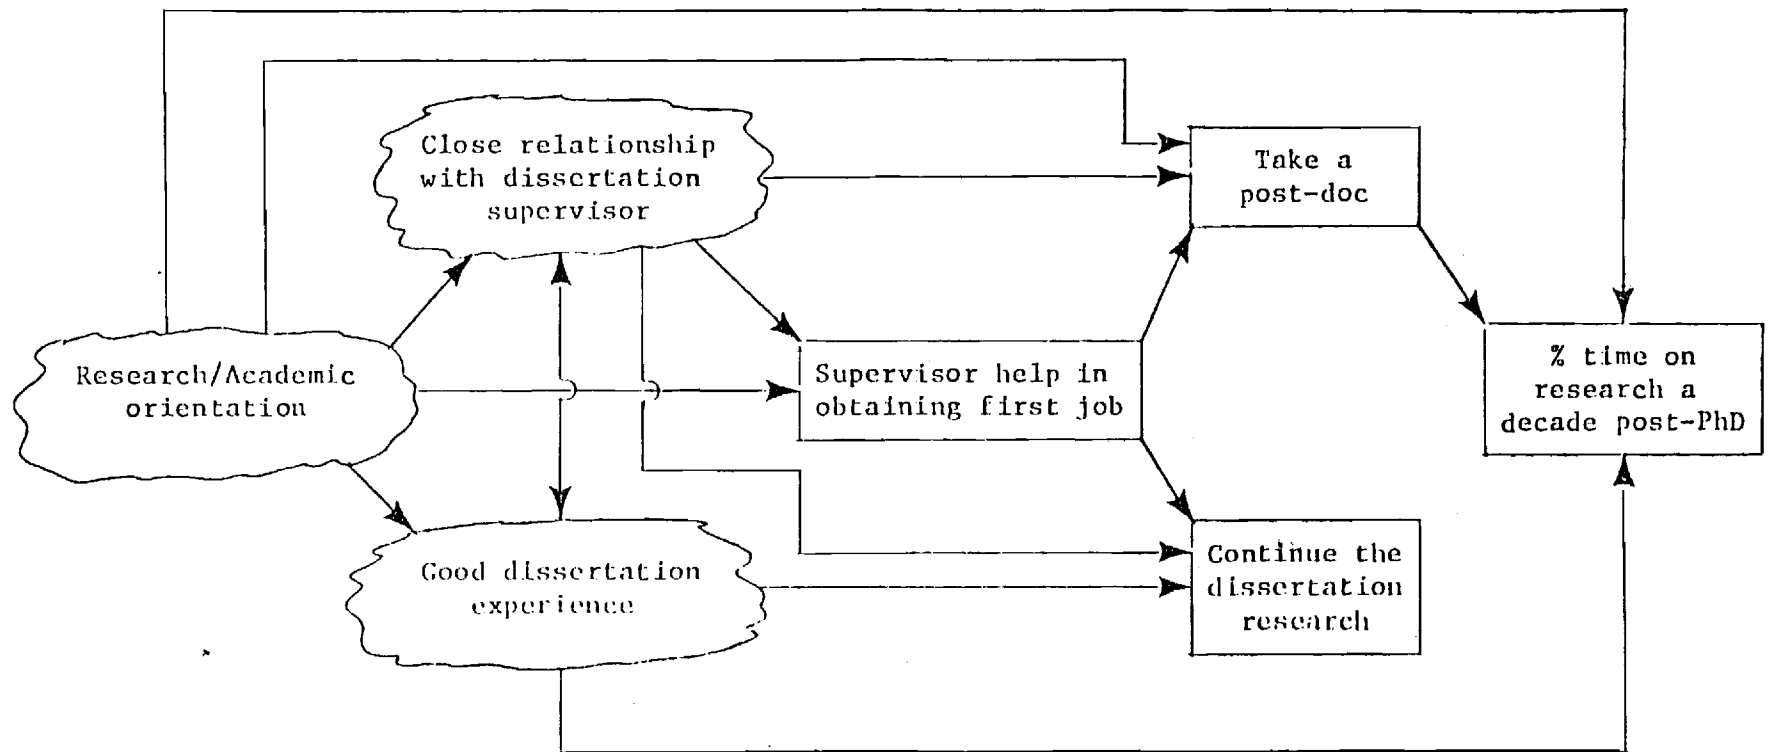 Close relationship
with dissertation
supervisor
Take a
post-doc
Research/Academic
orientation
Supervisor help in
obtaining first job
% time on
research a
decade post-PhD
Good dissertation
experience
Continue the
dissertation
research